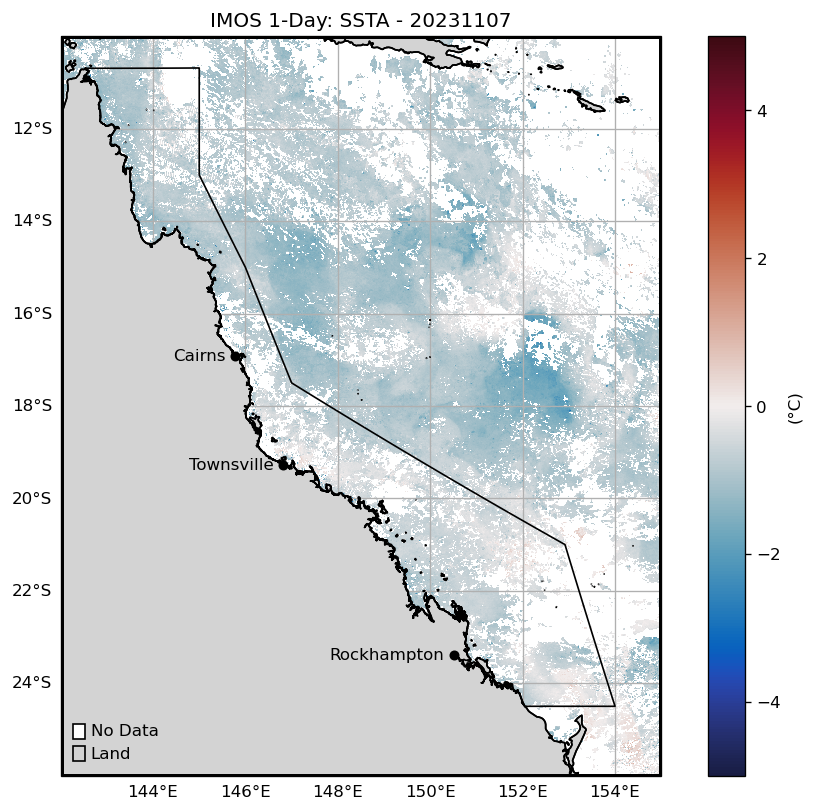 IMOS 1-Day: SSTA - 20231107
12°S
14°S
16°S
18°S
20°S
22°S
24°S
Cairns
Townsville
Rockhampton
No Data
Land
144°E 146°E 148°E 150°E 152°E 154°E
4
2
0
−2
−4
(°C)